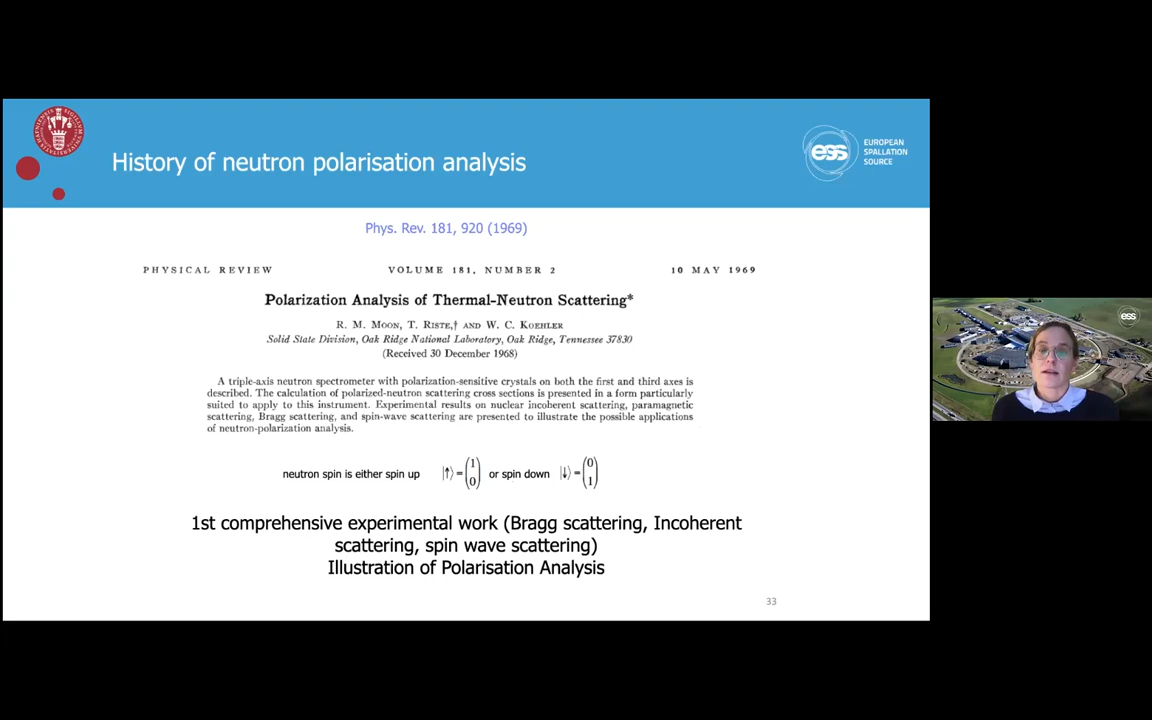 History of neutron polarisation analysis
ess
EUROPEAN
SPALLATION
SOURCE
Phys. Rev. 181, 920 (1969)
PHYSICAL REVIEW VOLUME 181, NUMBER 2 10 MAY 1969
Polarization Analysis of Thermal-Neutron Scattering*
R. M. Moon, T. Riste,† and W. C. Koehler
Solid State Division, Oak Ridge National Laboratory, Oak Ridge, Tennessee 37830
(Received 30 December 1968)
A triple-axis neutron spectrometer with polarization-sensitive crystals on both the first and third axes is
described. The calculation of polarized-neutron scattering cross sections is presented in a form particularly
suited to apply to this instrument. Experimental results on nuclear incoherent scattering, paramagnetic
scattering, Bragg scattering, and spin-wave scattering are presented to illustrate the possible applications
of neutron-polarization analysis.
neutron spin is either spin up |↑⟩=(1 0) or spin down |↓⟩=(0 1)
1st comprehensive experimental work (Bragg scattering, Incoherent
scattering, spin wave scattering)
Illustration of Polarisation Analysis
33
ess